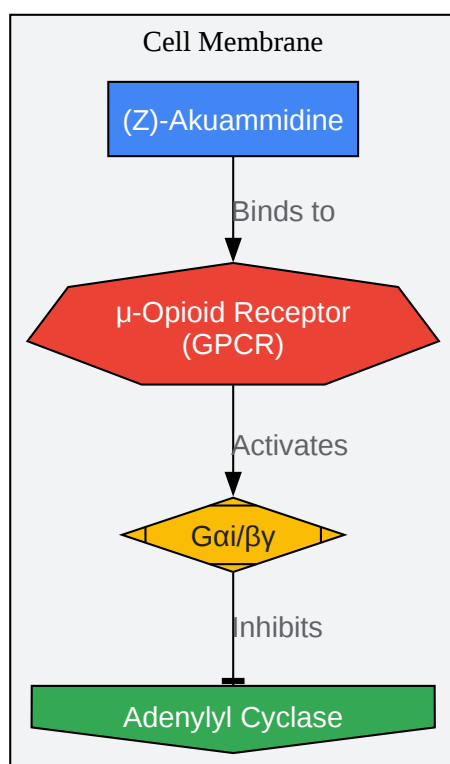 Cell Membrane
(Z)-Akuammidine
Binds to
μ-Opioid Receptor
(GPCR)
Activates
Gαi/βγ
Inhibits
Adenylyl Cyclase